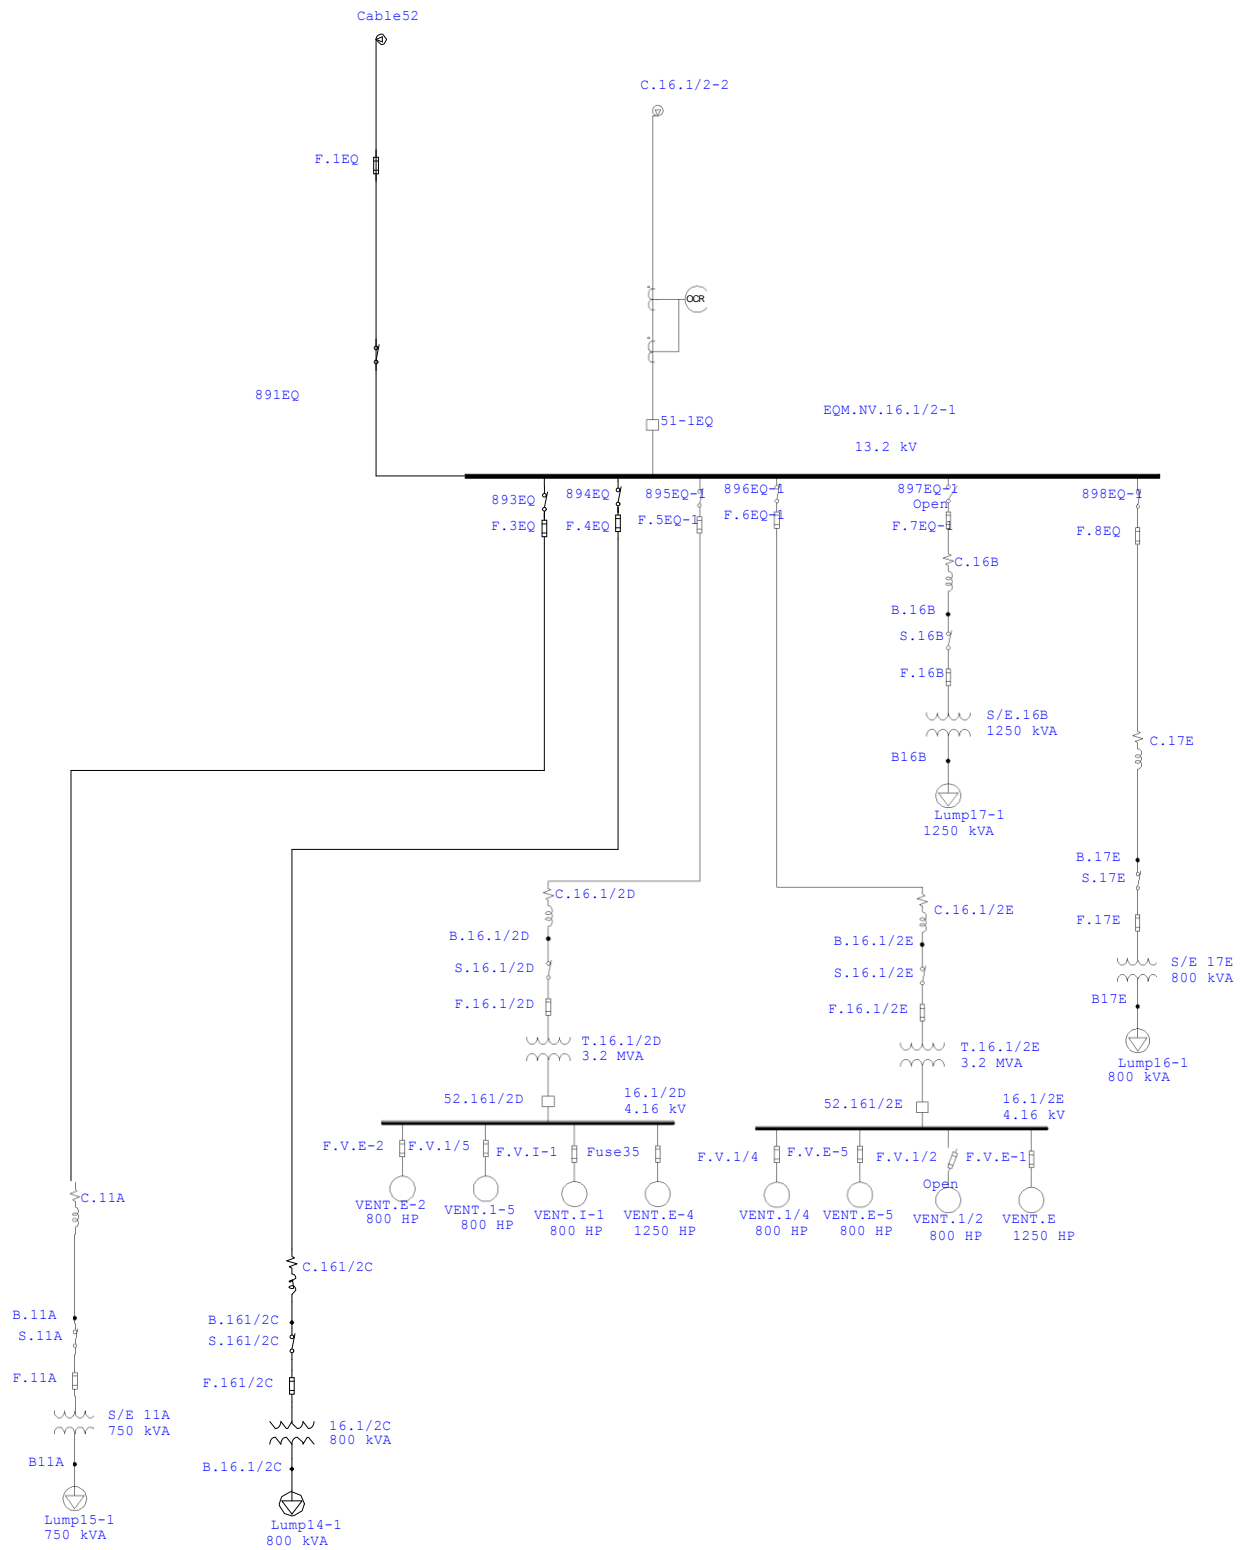 Cable52
C.16.1/2-2
F.1EQ
OCR
891EQ
EQM.NV.16.1/2-1
51-1EQ
13.2 kV
893EQ
894EQ
895EQ-1
896EQ-1
897EQ-1
Open
898EQ-1
F.3EQ
F.4EQ
F.5EQ-1
F.6EQ-1
F.7EQ-1
F.8EQ
C.16B
B.16B
S.16B
F.16B
S/E.16B
1250 kVA
C.17E
B16B
Lump17-1
1250 kVA
B.17E
S.17E
C.16.1/2D
C.16.1/2E
F.17E
B.16.1/2D
B.16.1/2E
S.16.1/2D
S.16.1/2E
S/E 17E
800 kVA
F.16.1/2D
F.16.1/2E
B17E
T.16.1/2D
3.2 MVA
T.16.1/2E
3.2 MVA
Lump16-1
800 kVA
52.161/2D
16.1/2D
4.16 kV
52.161/2E
16.1/2E
4.16 kV
F.V.E-2
F.V.1/5
F.V.I-1
Fuse35
F.V.1/4
F.V.E-5
F.V.1/2
F.V.E-1
Open
VENT.E-2
800 HP
VENT.1-5
800 HP
VENT.I-1
800 HP
VENT.E-4
1250 HP
VENT.1/4
800 HP
VENT.E-5
800 HP
VENT.1/2
800 HP
VENT.E
1250 HP
C.11A
C.161/2C
B.11A
S.11A
B.161/2C
S.161/2C
F.11A
F.161/2C
S/E 11A
750 kVA
16.1/2C
800 kVA
B11A
B.16.1/2C
Lump15-1
750 kVA
Lump14-1
800 kVA